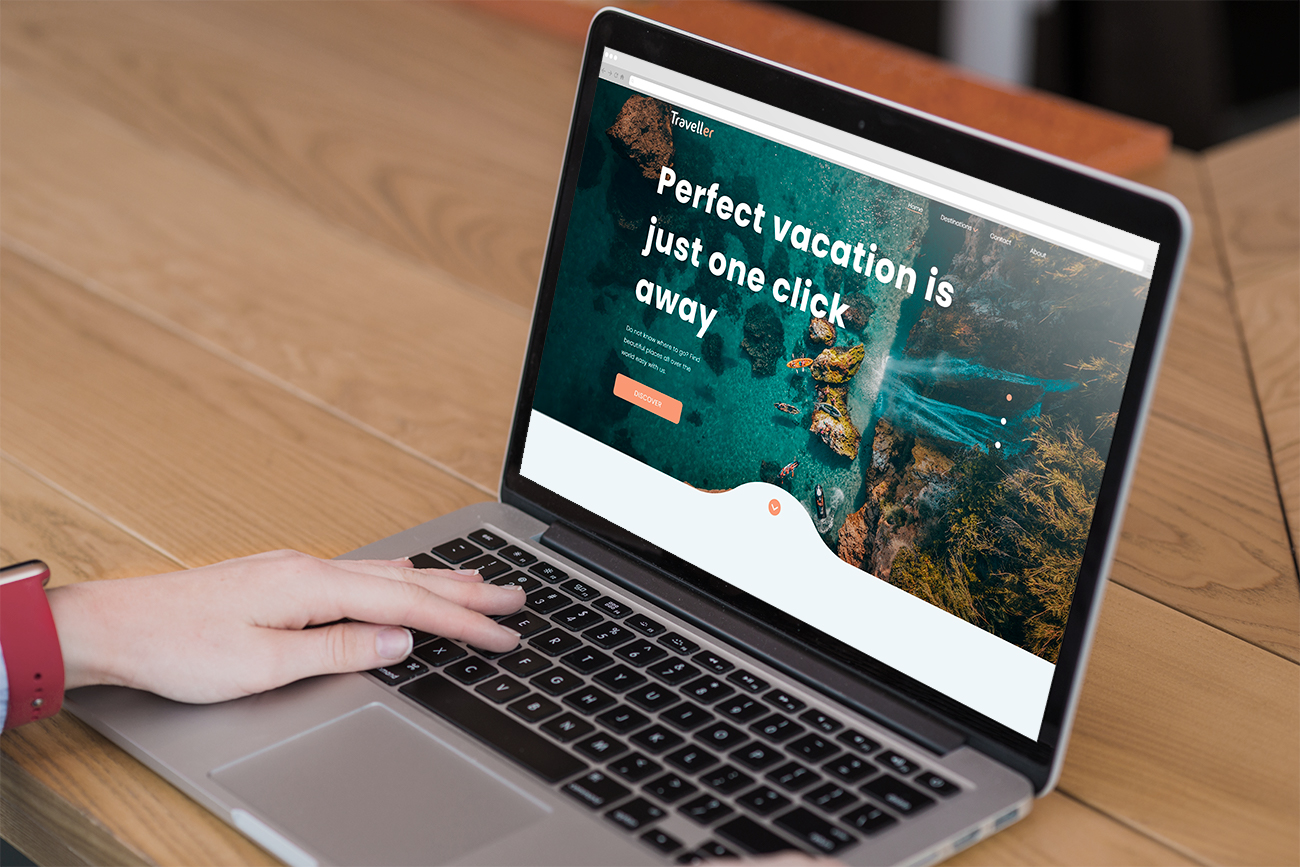 Traveller
Home Destinations Contact About
Perfect vacation is
just one click
away
Do not know where to go? Find
beautiful places all over the
world easy with us
DISCOVER